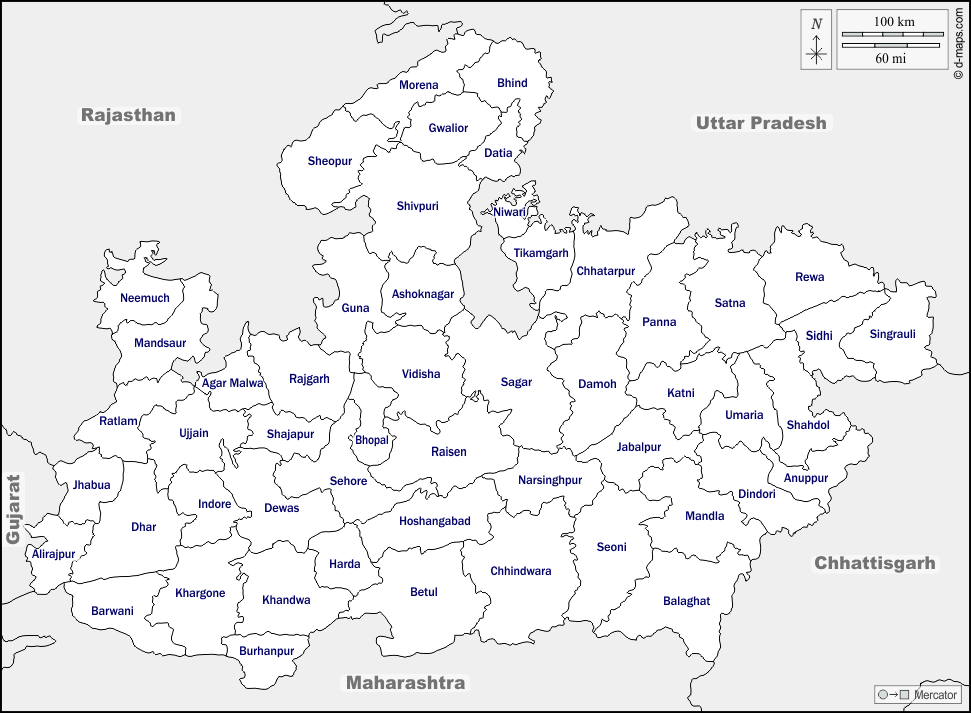 N
100 km
60 mi
© d-maps.com
Rajasthan
Uttar Pradesh
Morena
Bhind
Gwalior
Datia
Sheopur
Shivpuri
Niwari
Tikamgarh
Chhatarpur
Rewa
Neemuch
Ashoknagar
Guna
Satna
Panna
Sidhi
Singrauli
Mandsaur
Agar Malwa
Rajgarh
Vidisha
Sagar
Damoh
Katni
Umaria
Shahdol
Ratlam
Ujjain
Shajapur
Bhopal
Raisen
Jabalpur
Gujarat
Jhabua
Sehore
Narsinghpur
Anuppur
Dindori
Indore
Dewas
Dhar
Hoshangabad
Mandla
Alirajpur
Harda
Seoni
Chhindwara
Chhattisgarh
Barwani
Khargone
Khandwa
Betul
Balaghat
Burhanpur
Maharashtra
Mercator